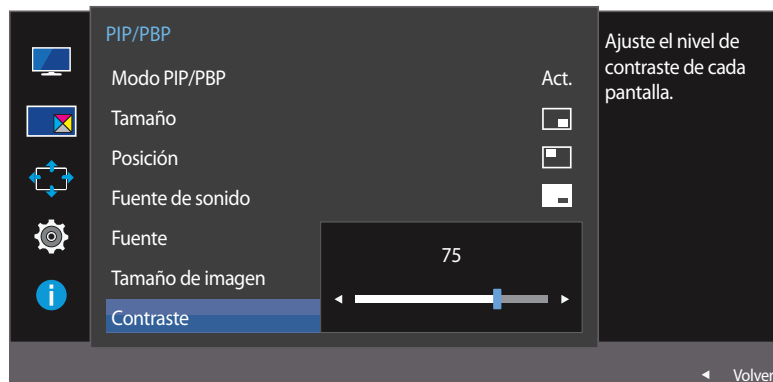 PIP/PBP
Modo PIP/PBP Act.
Tamaño
Posición
Fuente de sonido
Fuente
Tamaño de imagen
Contraste
75
Ajuste el nivel de
contraste de cada
pantalla.
Volver